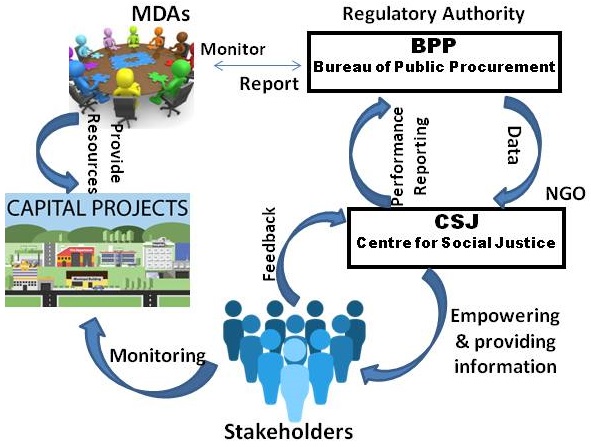 MDAs
Regulatory Authority
BPP
Bureau of Public Procurement
Monitor
Report
Provide
Resources
Performance
Reporting
Data
NGO
CAPITAL PROJECTS
CSJ
Centre for Social Justice
Feedback
Empowering
& providing
information
Monitoring
Stakeholders